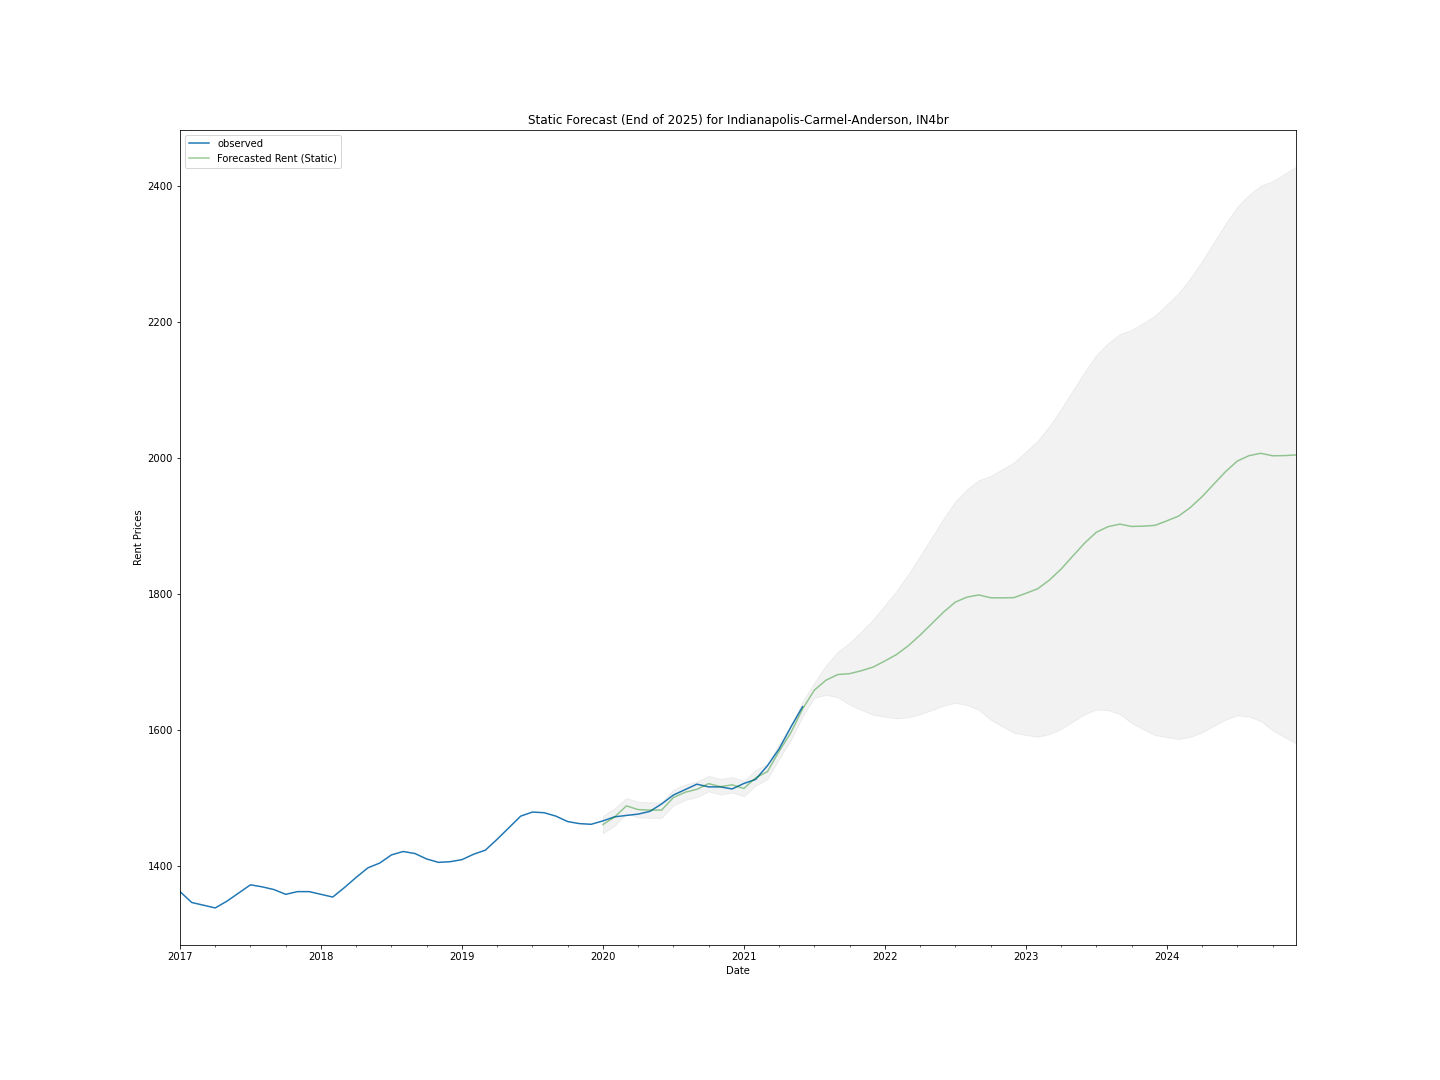 Static Forecast (End of 2025) for Indianapolis-Carmel-Anderson, IN4br
observed
Forecasted Rent (Static)
2400
2200
2000
1800
1600
1400
Rent Prices
2017 2018 2019 2020 2021 2022 2023 2024
Date